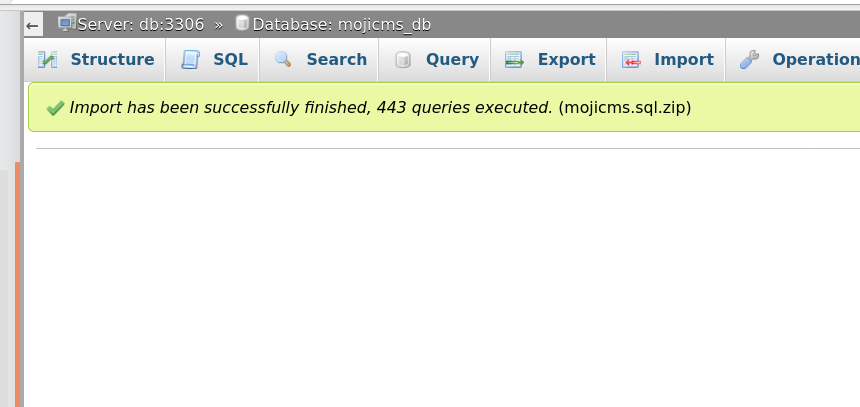 ← Server: db:3306 » Database: mojicms_db
Structure SQL Search Query Export Import Operation
Import has been successfully finished, 443 queries executed. (mojicms.sql.zip)